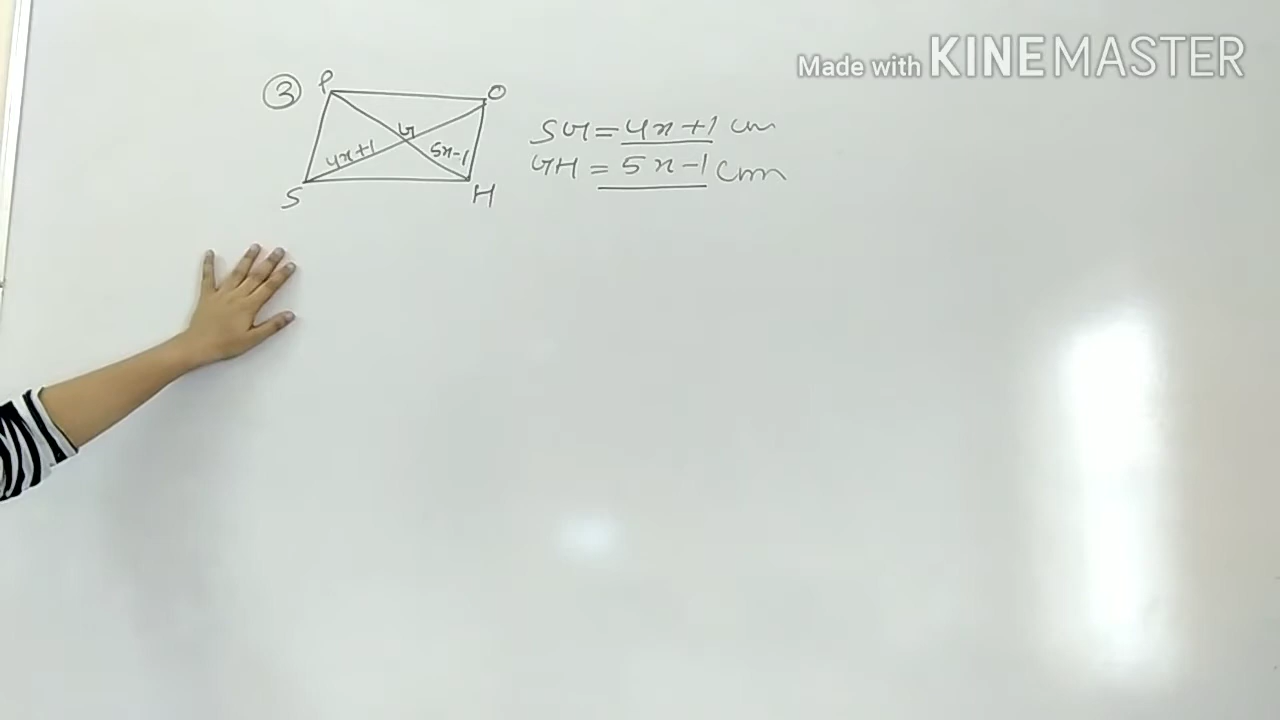 Made with KINEMASTER
③ P O
G
4x+1 5x-1
S H
SG = 4x+1 cm
GH = 5x-1 cm